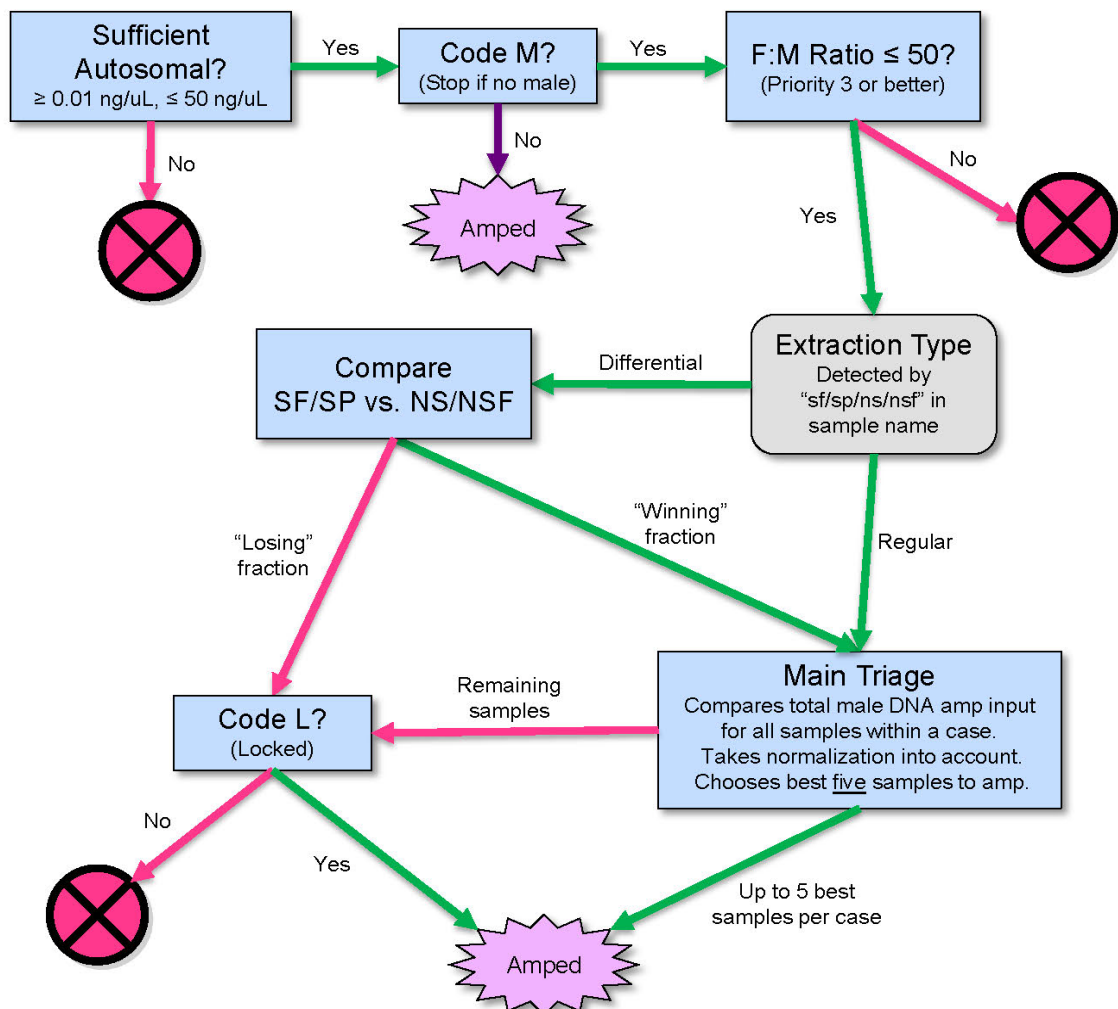 Sufficient
Autosomal?
≥ 0.01 ng/uL, ≤ 50 ng/uL
Yes
Code M?
(Stop if no male)
Yes
F:M Ratio ≤ 50?
(Priority 3 or better)
No
No
No
Amped
Yes
Compare
SF/SP vs. NS/NSF
Differential
Extraction Type
Detected by
“sf/sp/ns/nsf” in
sample name
“Losing”
fraction
“Winning”
fraction
Regular
Code L?
(Locked)
Remaining
samples
Main Triage
Compares total male DNA amp input
for all samples within a case.
Takes normalization into account.
Chooses best five samples to amp.
No
Yes
Up to 5 best
samples per case
Amped